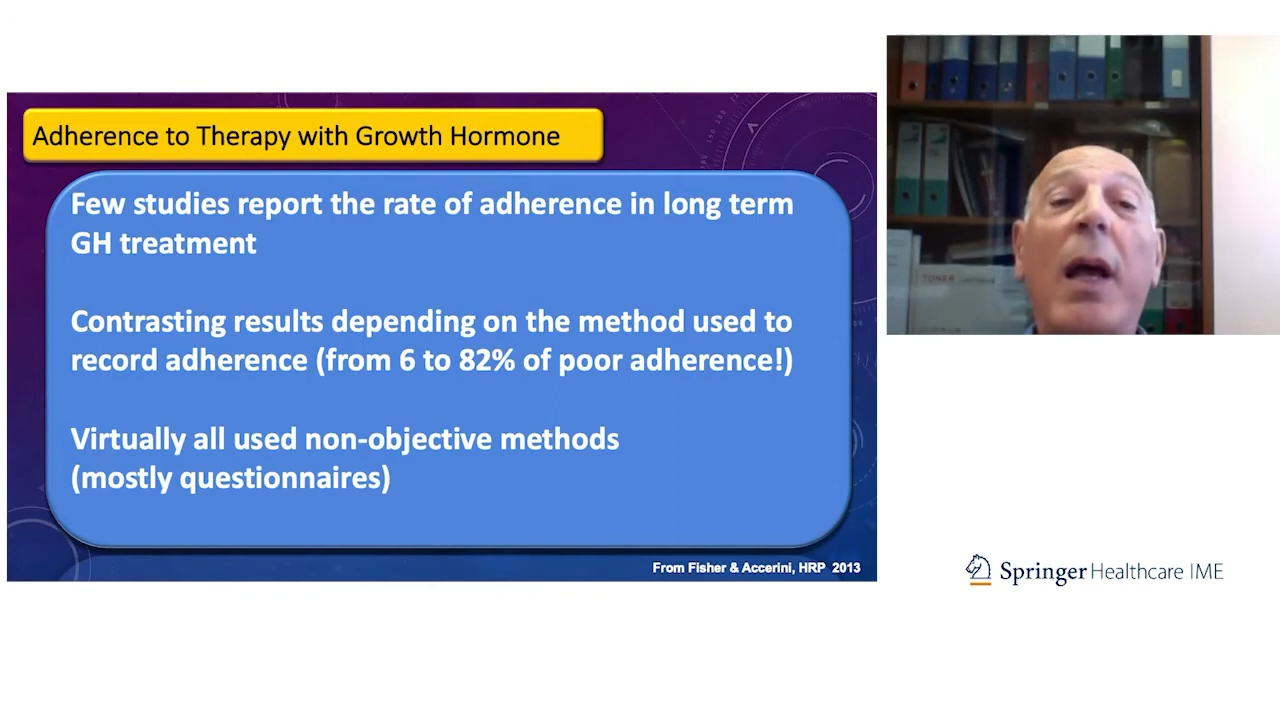 Adherence to Therapy with Growth Hormone
Few studies report the rate of adherence in long term
GH treatment
Contrasting results depending on the method used to
record adherence (from 6 to 82% of poor adherence!)
Virtually all used non-objective methods
(mostly questionnaires)
From Fisher & Accerini, HRP 2013
TONER
Springer Healthcare IME